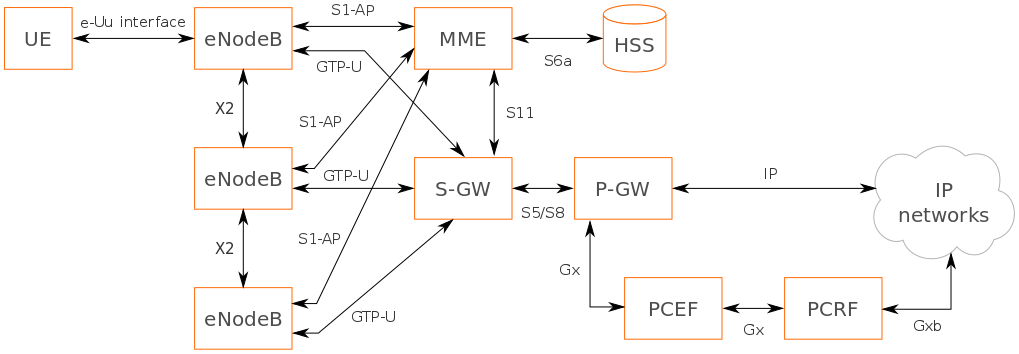 S1-AP
e-Uu interface
UE
eNodeB
MME
HSS
GTP-U
S6a
X2
S1-AP
S11
eNodeB
GTP-U
S-GW
P-GW
IP
IP
networks
S5/S8
X2
S1-AP
Gx
eNodeB
GTP-U
PCEF
PCRF
Gx
Gxb